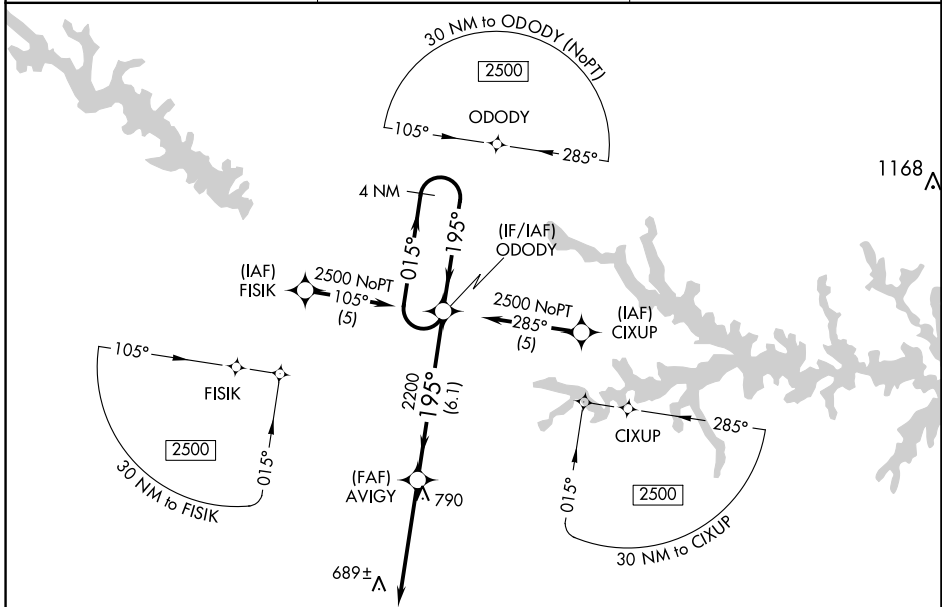 30 NM to ODODY (NoPT)
2500
ODODY
105°
285°
1168
4 NM
015°
195°
(IF/IAF)
ODODY
(IAF)
FISIK
2500 NoPT
105°
(5)
2500 NoPT
285°
(5)
(IAF)
CIXUP
105°
FISIK
2500
015°
30 NM to FISIK
2200
195°
(6.1)
CIXUP
285°
015°
2500
30 NM to CIXUP
(FAF)
AVIGY
790
689±